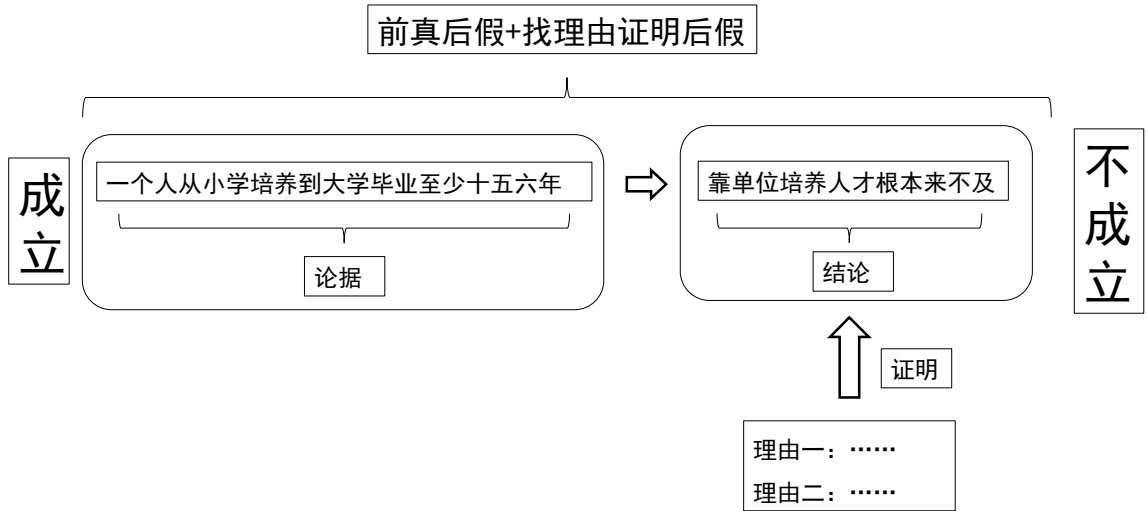 前真后假+找理由证明后假
成立
一个人从小学培养到大学毕业至少十五六年
论据
靠单位培养人才根本来不及
结论
不成立
证明
理由一：……
理由二：……